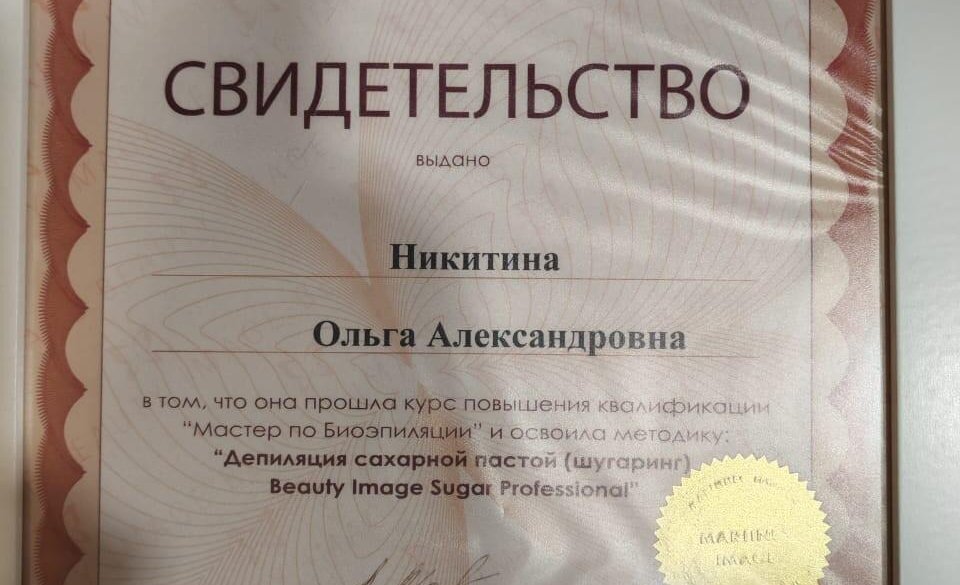 СВИДЕТЕЛЬСТВО
выдано
Никитина
Ольга Александровна
в том, что она прошла курс повышения квалификации
“Мастер по Биоэпиляции” и освоила методику:
“Депиляция сахарной пастой (шугаринг)
Beauty Image Sugar Professional”
IMAGE